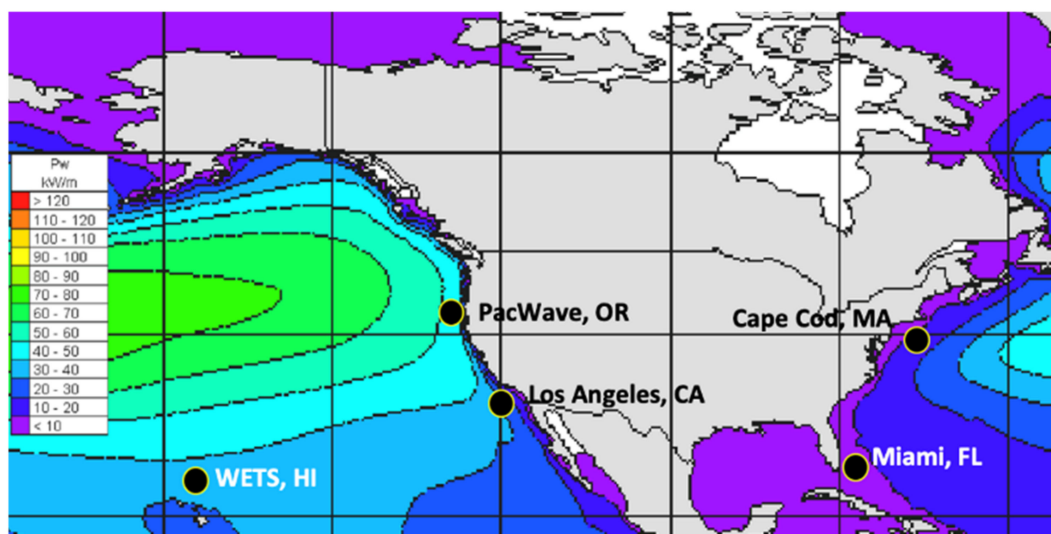 Pw
kW/m
> 120
110 - 120
100 - 110
90 - 100
80 - 90
70 - 80
60 - 70
50 - 60
40 - 50
30 - 40
20 - 30
10 - 20
< 10
PacWave, OR
Cape Cod, MA
Los Angeles, CA
WETS, HI
Miami, FL